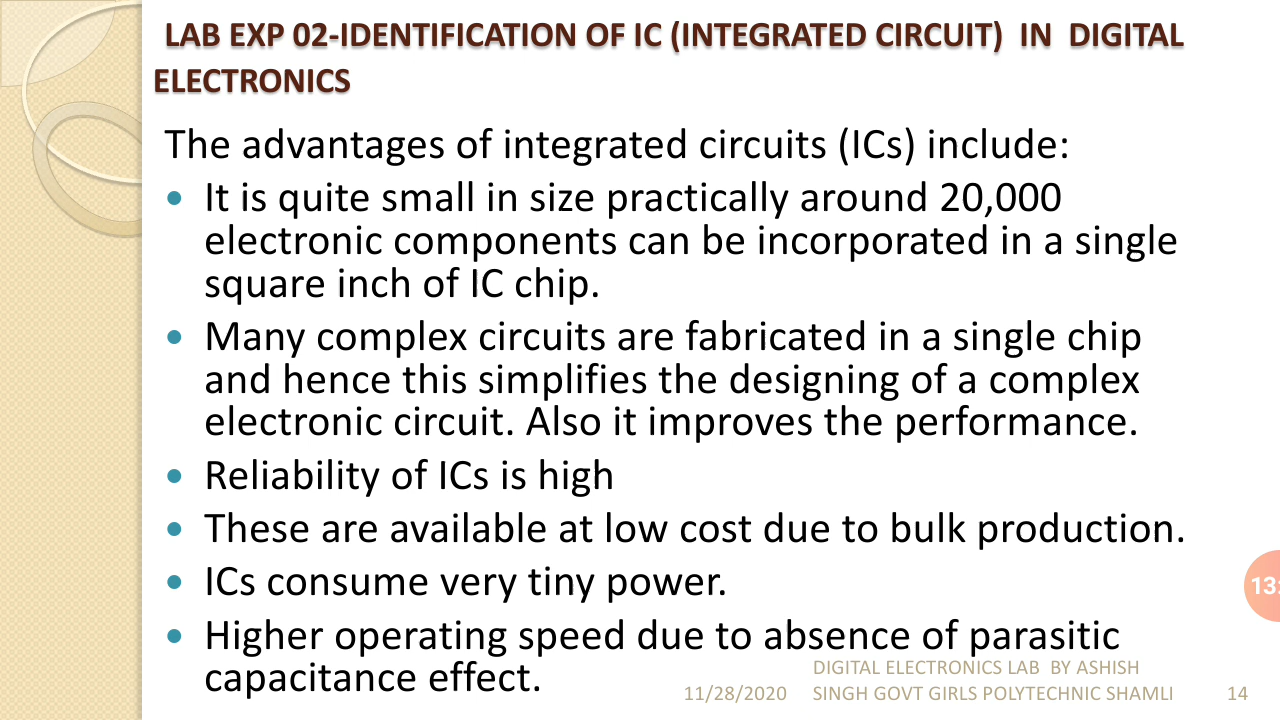 LAB EXP 02-IDENTIFICATION OF IC (INTEGRATED CIRCUIT) IN DIGITAL
ELECTRONICS
The advantages of integrated circuits (ICs) include:
• It is quite small in size practically around 20,000
electronic components can be incorporated in a single
square inch of IC chip.
• Many complex circuits are fabricated in a single chip
and hence this simplifies the designing of a complex
electronic circuit. Also it improves the performance.
• Reliability of ICs is high
• These are available at low cost due to bulk production.
• ICs consume very tiny power.
• Higher operating speed due to absence of parasitic
capacitance effect.
13:
DIGITAL ELECTRONICS LAB BY ASHISH
11/28/2020 SINGH GOVT GIRLS POLYTECHNIC SHAMLI 14